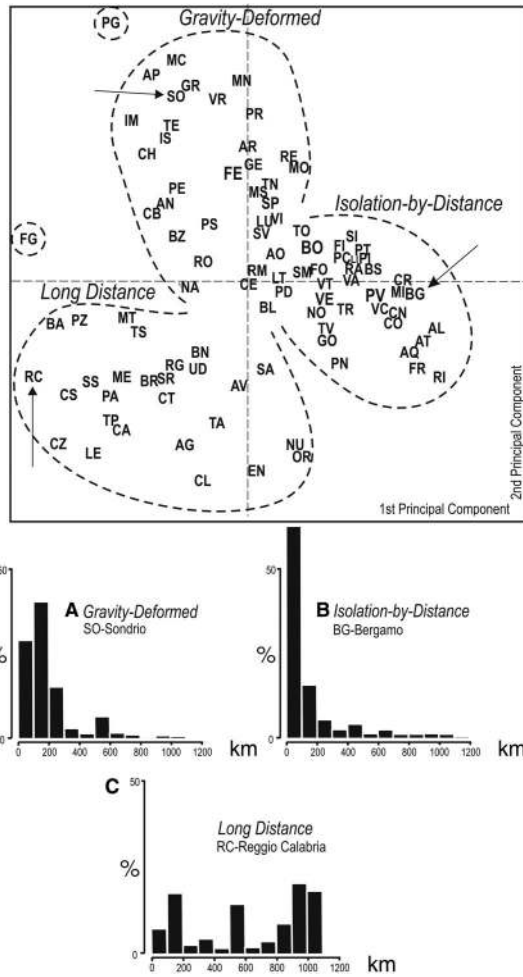 PG
Gravity-Deformed
MC
AP
GR
MN
SO
VR
PR
IM
TE
IS
CH
AR
GE
RE
MO
FE
PE
MS
TN
SP
AN
CB
PS
LU
VI
SV
TO
BZ
Isolation-by-Distance
FG
BO
SI
FI
PT
PC
LI
PI
RO
AO
RM
LT
SM
FO
RA
BS
VA
CR
NA
CE
VT
PD
VE
PV
MI
BG
Long Distance
BL
NO
TR
VC
CN
CO
BA
PZ
MT
TS
TV
GO
AL
AT
AQ
PN
FR
RI
BN
UD
RG
SA
RC
SS
ME
BR
SR
AV
CS
PA
CT
TP
CA
TA
CZ
LE
AG
NU
OR
CL
EN
1st Principal Component
2nd Principal Component
50
A Gravity-Deformed
SO-Sondrio
%
0
0 200 400 600 800 1000 1200
km
50
B Isolation-by-Distance
BG-Bergamo
%
0
0 200 400 600 800 1000 1200
km
C
50
Long Distance
RC-Reggio Calabria
%
0
0 200 400 600 800 1000 1200
km